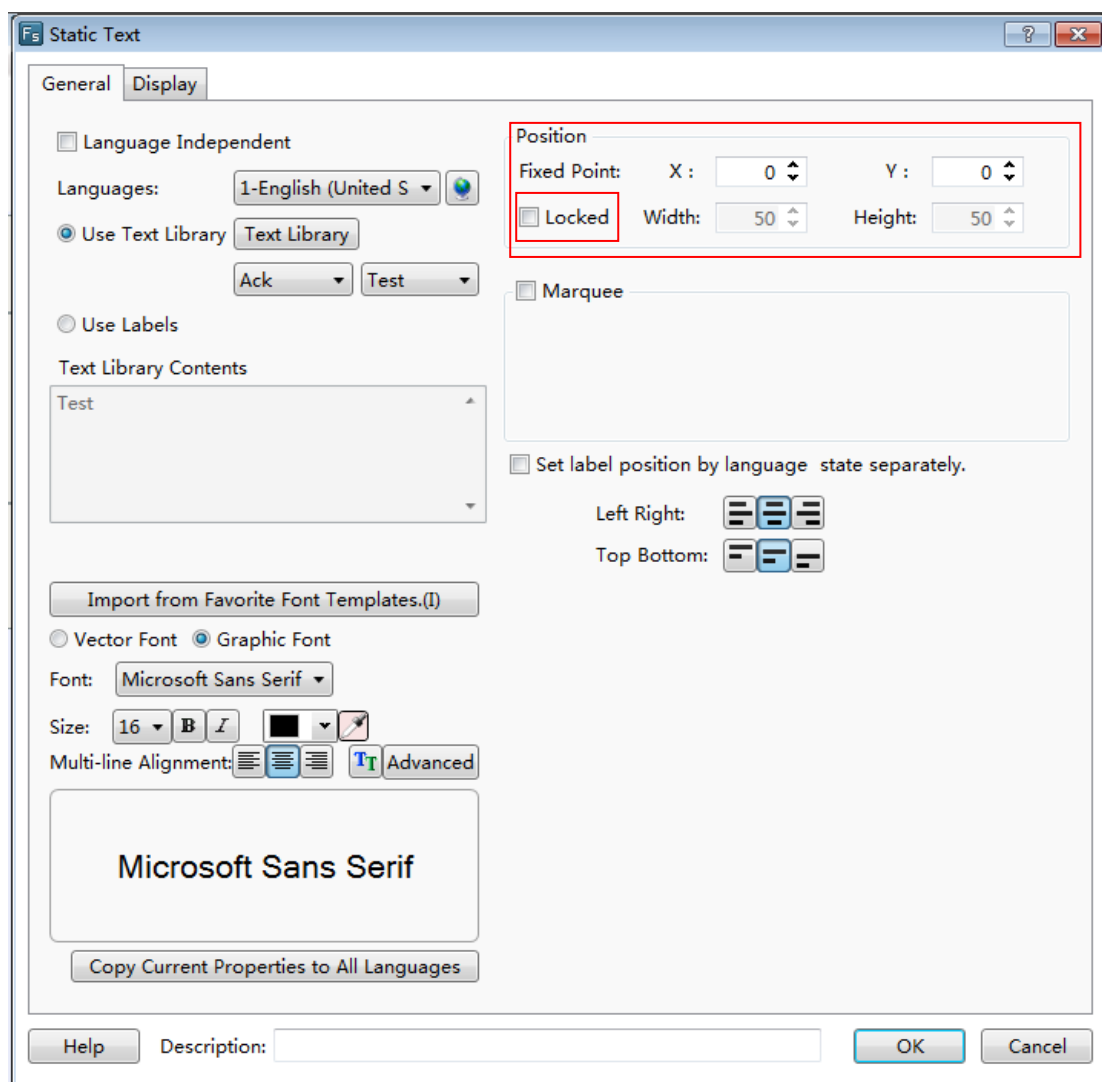 Fs Static Text
General Display
Language Independent
Languages: 1-English (United S
Use Text Library Text Library
Ack Test
Use Labels
Text Library Contents
Test
Import from Favorite Font Templates.(I)
Vector Font Graphic Font
Font: Microsoft Sans Serif
Size: 16 B I
Multi-line Alignment: TT Advanced
Microsoft Sans Serif
Copy Current Properties to All Languages
Position
Fixed Point: X : 0 Y : 0
Locked Width: 50 Height: 50
Marquee
Set label position by language state separately.
Left Right:
Top Bottom:
Help Description: OK Cancel